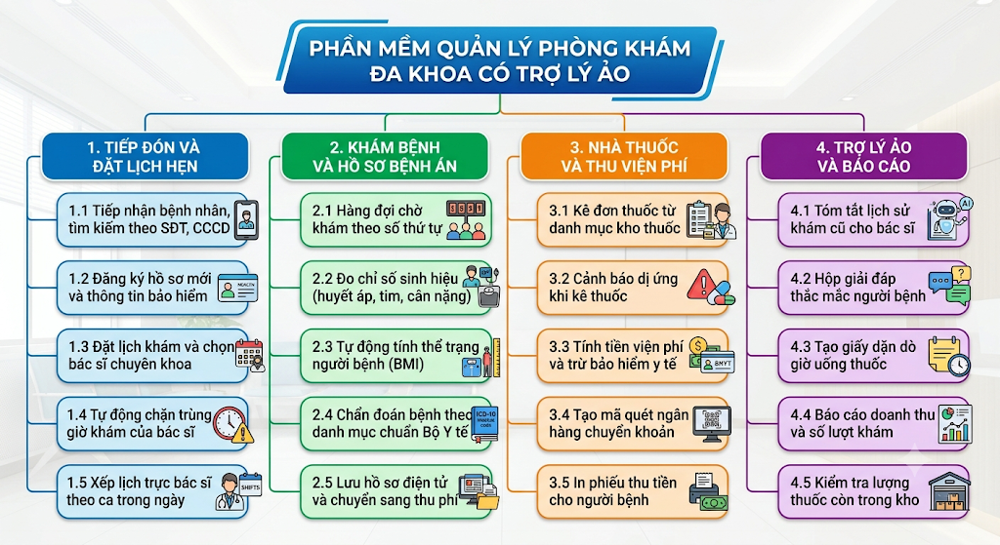 PHẦN MỀM QUẢN LÝ PHÒNG KHÁM
ĐA KHOA CÓ TRỢ LÝ ẢO
1. TIẾP ĐÓN VÀ
ĐẶT LỊCH HẸN
1.1 Tiếp nhận bệnh nhân,
tìm kiếm theo SĐT, CCCD
1.2 Đăng ký hồ sơ mới
và thông tin bảo hiểm
HEALTH
1.3 Đặt lịch khám và chọn
bác sĩ chuyên khoa
1.4 Tự động chặn trùng
giờ khám của bác sĩ
1.5 Xếp lịch trực bác sĩ
theo ca trong ngày
SHIFTS
2. KHÁM BỆNH
VÀ HỒ SƠ BỆNH ÁN
2.1 Hàng đợi chờ
khám theo số thứ tự
2.2 Đo chỉ số sinh hiệu
(huyết áp, tim, cân nặng)
2.3 Tự động tính thể trạng
người bệnh (BMI)
2.4 Chẩn đoán bệnh theo
danh mục chuẩn Bộ Y tế
ICD-10
2.5 Lưu hồ sơ điện tử
và chuyển sang thu phí
3. NHÀ THUỐC
VÀ THU VIỆN PHÍ
3.1 Kê đơn thuốc từ
danh mục kho thuốc
3.2 Cảnh báo dị ứng
khi kê thuốc
3.3 Tính tiền viện phí
và trừ bảo hiểm y tế
BMYT
3.4 Tạo mã quét ngân
hàng chuyển khoản
3.5 In phiếu thu tiền
cho người bệnh
4. TRỢ LÝ ẢO
VÀ BÁO CÁO
4.1 Tóm tắt lịch sử
khám cũ cho bác sĩ
AI
4.2 Hộp giải đáp
thắc mắc người bệnh
4.3 Tạo giấy dặn dò
giờ uống thuốc
4.4 Báo cáo doanh thu
và số lượt khám
4.5 Kiểm tra lượng
thuốc còn trong kho